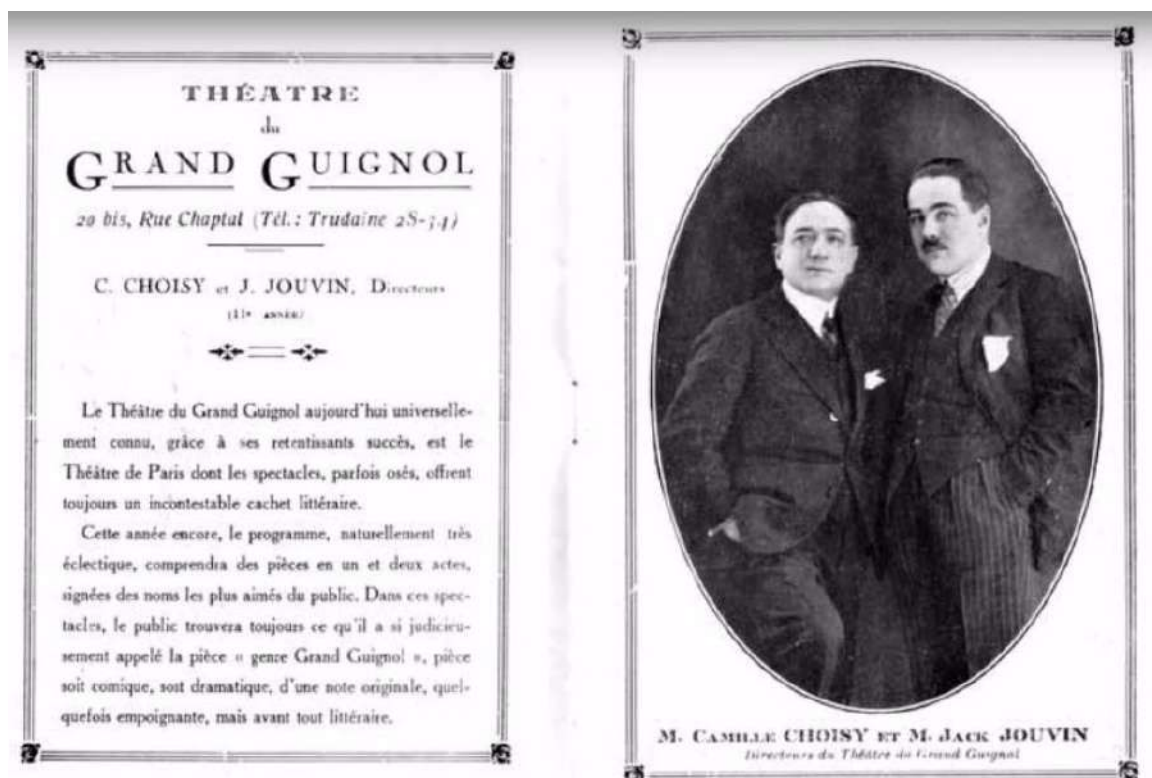 THÉATRE
du
GRAND GUIGNOL
20 bis, Rue Chaptal (Tél.: Trudaine 28-34)
C. CHOISY et J. JOUVIN, Directeurs
(11e ANNÉE)
Le Théâtre du Grand Guignol aujourd'hui universelle-
ment connu, grâce à ses retentissants succès, est le
Théâtre de Paris dont les spectacles, parfois osés, offrent
toujours un incontestable cachet littéraire.
Cette année encore, le programme, naturellement très
éclectique, comprendra des pièces en un et deux actes,
signées des noms les plus aimés du public. Dans ces spec-
tacles, le public trouvera toujours ce qu'il a si judicieu-
sement appelé la pièce « genre Grand Guignol », pièce
soit comique, soit dramatique, d'une note originale, quel-
quefois empoignante, mais avant tout littéraire.
M. CAMILLE CHOISY ET M. JACK JOUVIN
Directeurs du Théâtre du Grand Guignol